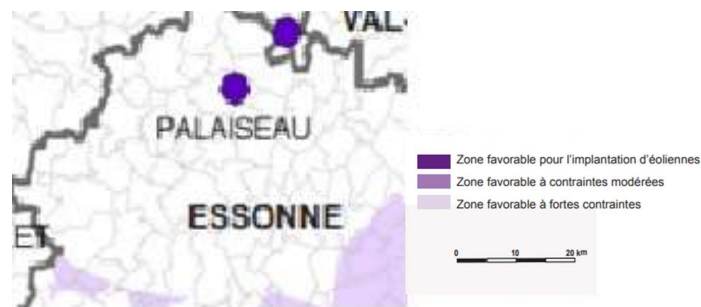 VAL-
PALAISEAU
ESSONNE
ET
Zone favorable pour l'implantation d'éoliennes
Zone favorable à contraintes modérées
Zone favorable à fortes contraintes
0 10 20 km